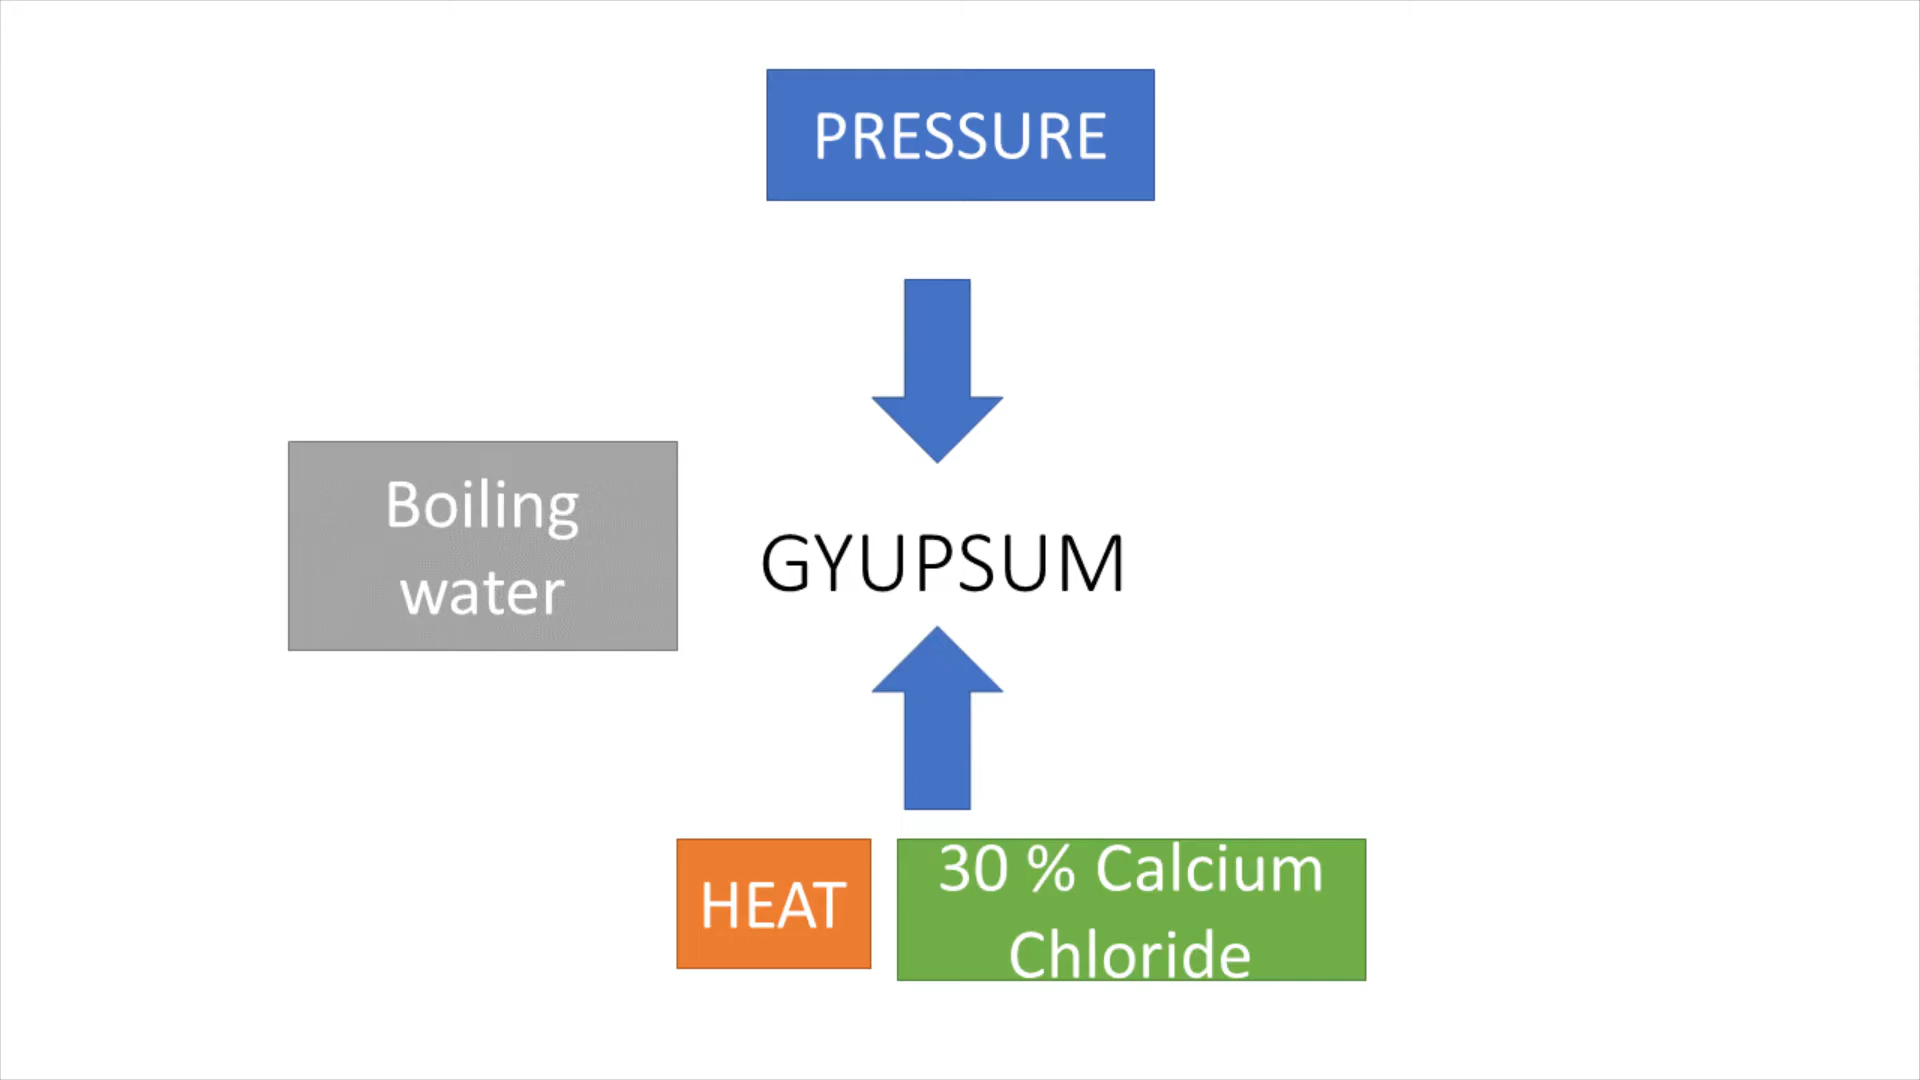 PRESSURE
Boiling
water
GYUPSUM
HEAT
30 % Calcium
Chloride